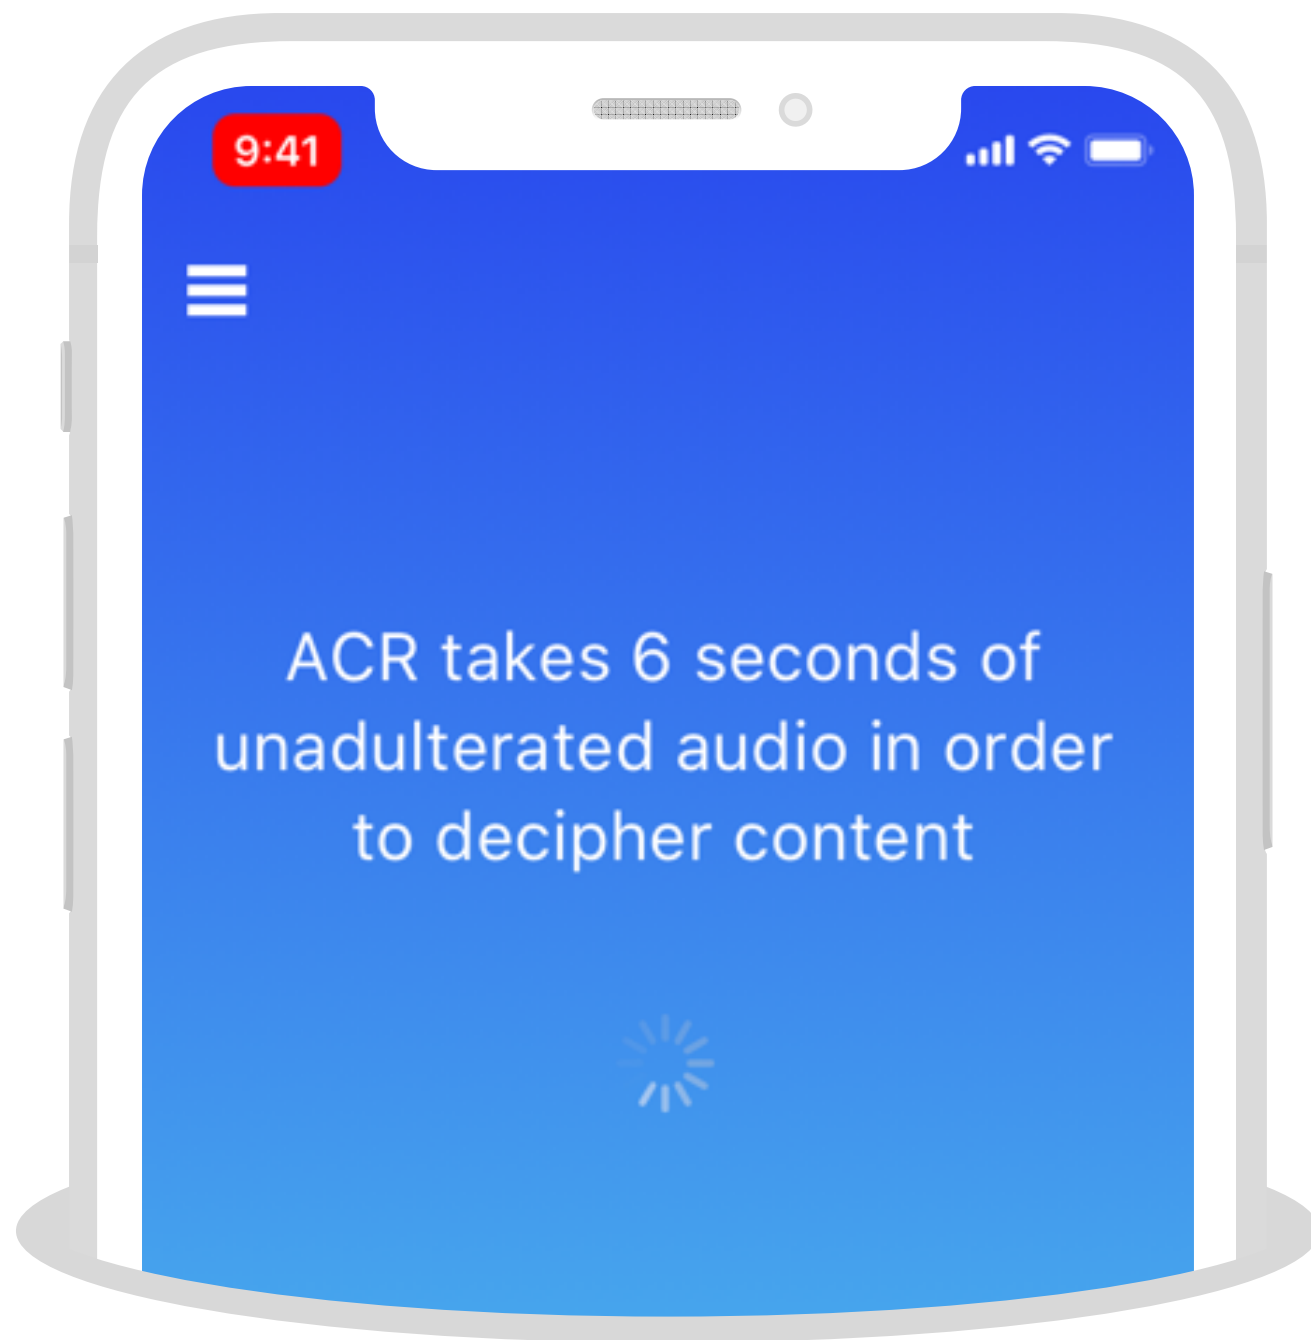 9:41
ACR takes 6 seconds of
unadulterated audio in order
to decipher content